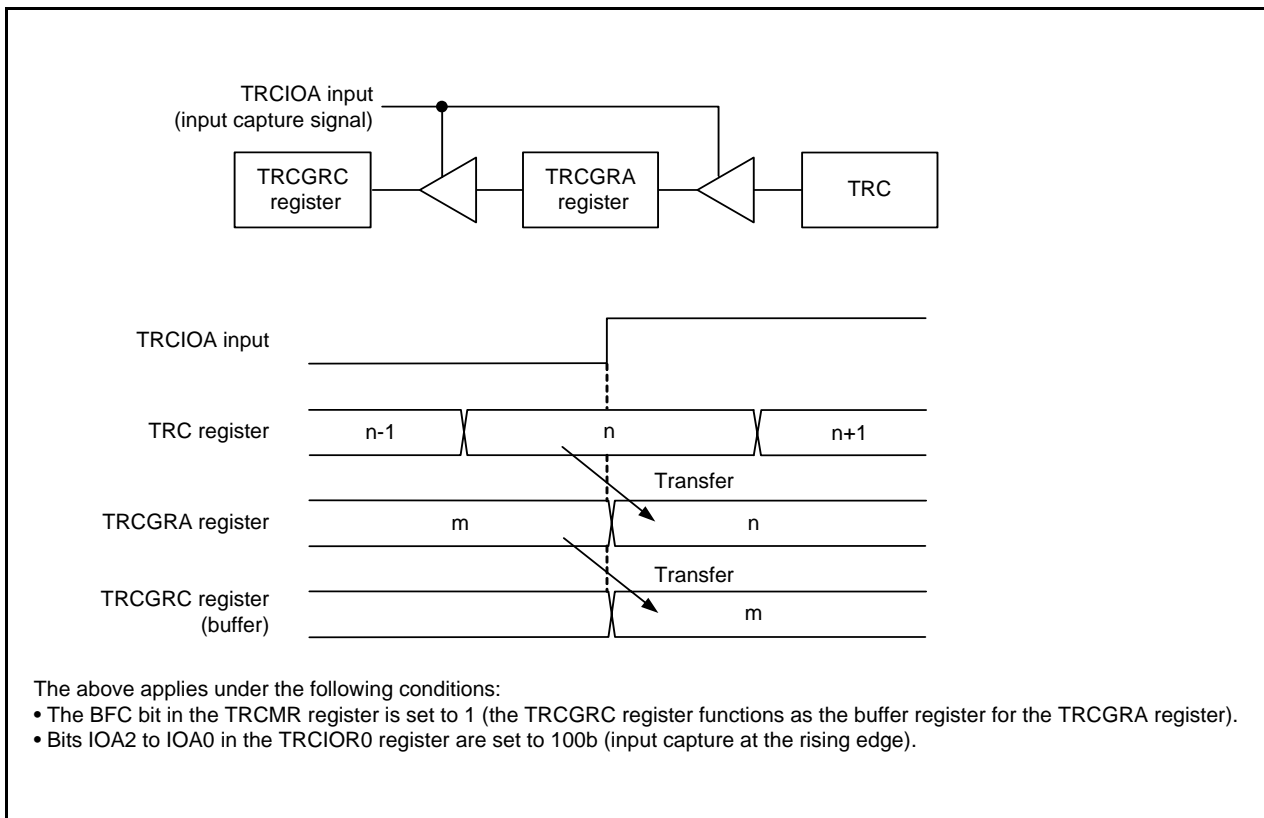 TRCIOA input
(input capture signal)
TRCGRC
register
TRCGRA
register
TRC
TRCIOA input
TRC register
n-1
n
n+1
Transfer
TRCGRA register
m
n
Transfer
TRCGRC register
(buffer)
m
The above applies under the following conditions:
• The BFC bit in the TRCMR register is set to 1 (the TRCGRC register functions as the buffer register for the TRCGRA register).
• Bits IOA2 to IOA0 in the TRCIOR0 register are set to 100b (input capture at the rising edge).